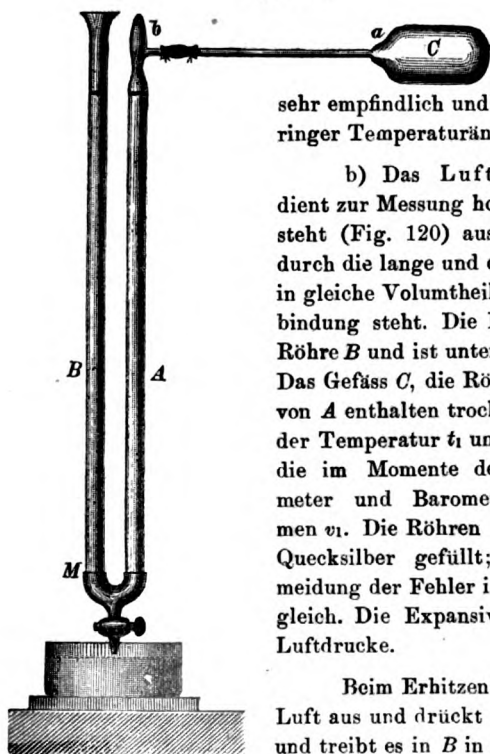 b
a
C
sehr empfindlich und
ringer Temperaturän
b) Das Luft
dient zur Messung ho
steht (Fig. 120) aus
durch die lange und
in gleiche Volumtheil
bindung steht. Die
B
A
Röhre B und ist unter
Das Gefäss C, die Rö
von A enthalten troc
der Temperatur t₁ un
die im Momente de
meter und Barome
men v₁. Die Röhren
M
Quecksilber gefüllt;
meidung der Fehler i
gleich. Die Expansiv
Luftdrucke.
Beim Erhitzen
Luft aus und drückt
und treibt es in B in